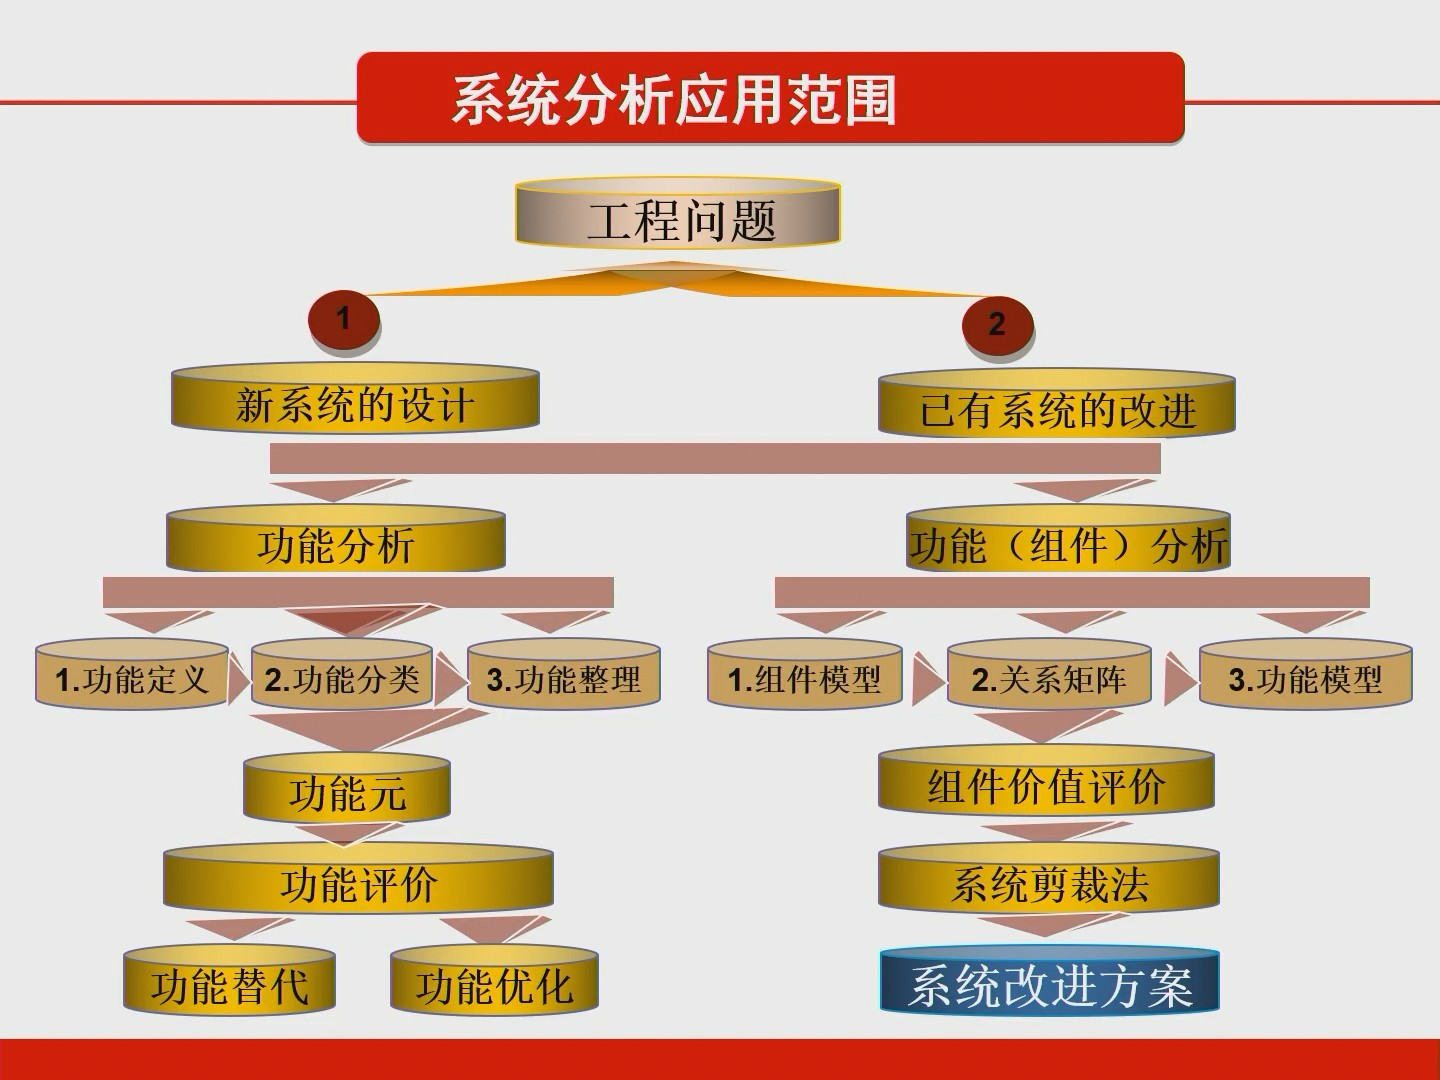 系统分析应用范围
工程问题
1
2
新系统的设计
已有系统的改进
功能分析
功能（组件）分析
1.功能定义
2.功能分类
3.功能整理
1.组件模型
2.关系矩阵
3.功能模型
功能元
组件价值评价
功能评价
系统剪裁法
功能替代
功能优化
系统改进方案